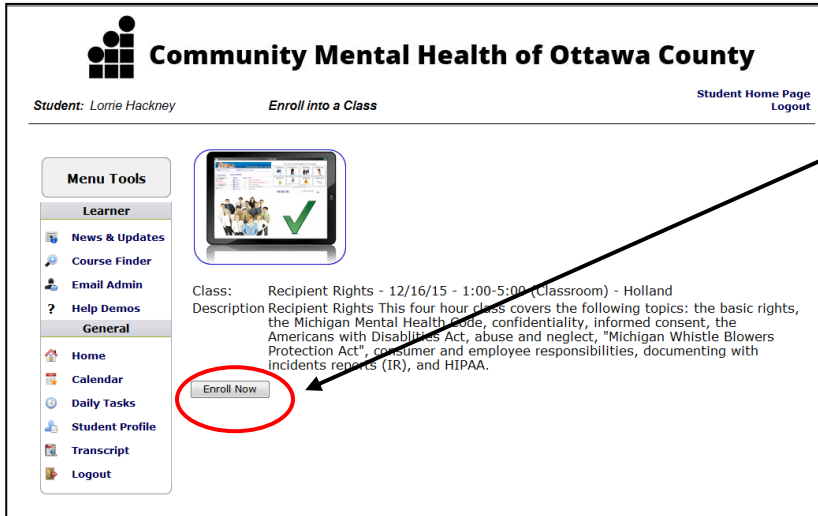 Community Mental Health of Ottawa County
Student: Lorrie Hackney
Enroll into a Class
Student Home Page
Logout
Menu Tools
Learner
News & Updates
Course Finder
Email Admin
? Help Demos
General
Home
Calendar
Daily Tasks
Student Profile
Transcript
Logout
Class: Recipient Rights - 12/16/15 - 1:00-5:00 (Classroom) - Holland
Description Recipient Rights This four hour class covers the following topics: the basic rights,
the Michigan Mental Health Code, confidentiality, informed consent, the
Americans with Disablities Act, abuse and neglect, "Michigan Whistle Blowers
Protection Act", consumer and employee responsibilities, documenting with
incidents reports (IR), and HIPAA.
Enroll Now